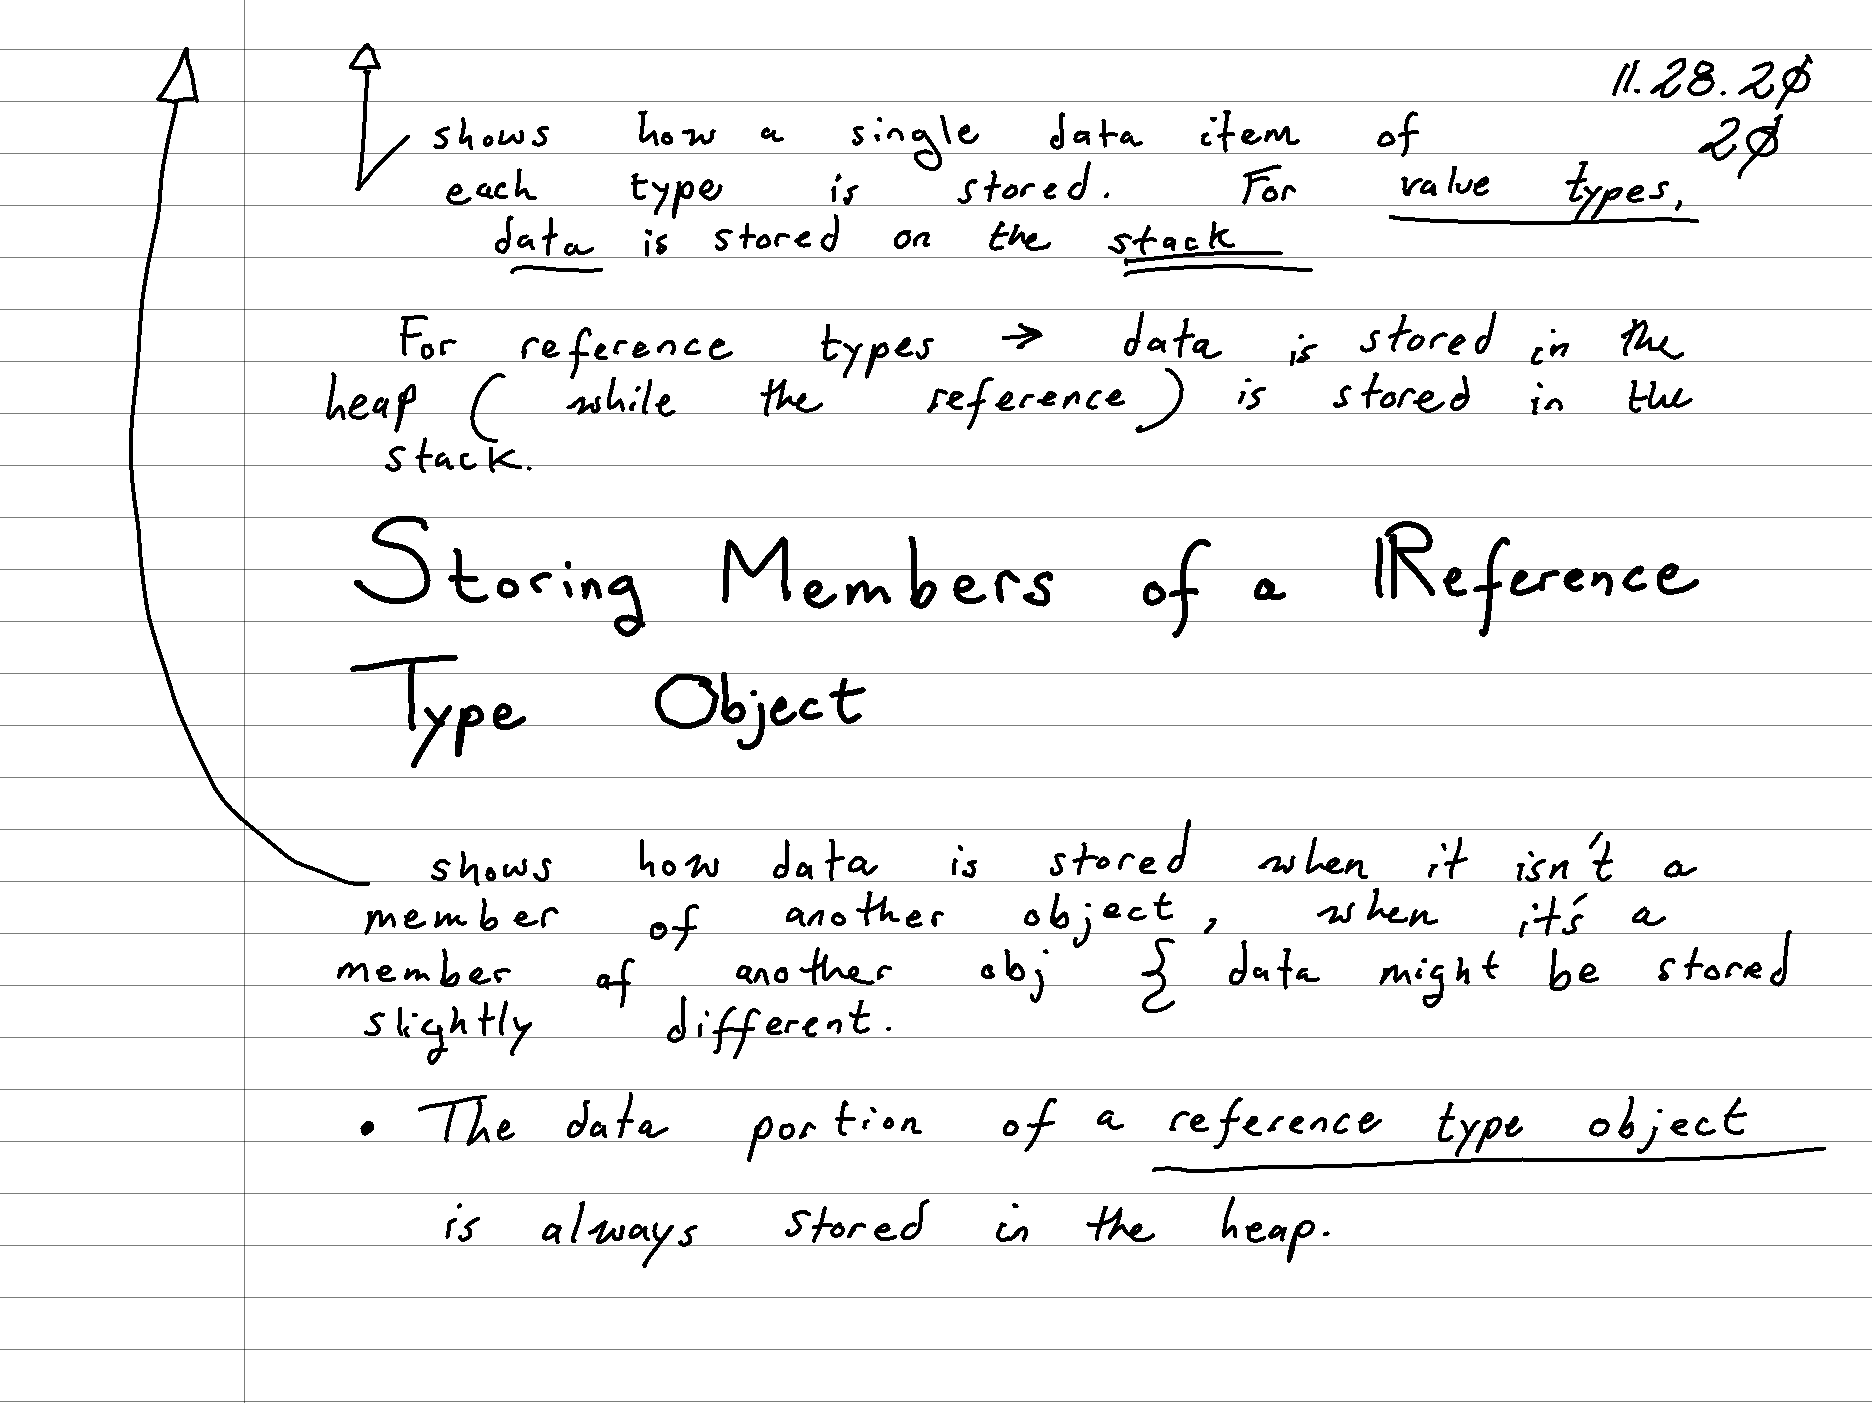 11.28.2∅
2∅
shows how a single data item of
each type is stored. For value types,
data is stored on the stack
For reference types → data is stored in the
heap ( while the reference) is stored in the
stack.
Storing Members of a Reference
Type Object
shows how data is stored when it isn't a
member of another object, when it's a
member of another obj } data might be stored
slightly different.
• The data portion of a reference type object
is always stored in the heap.